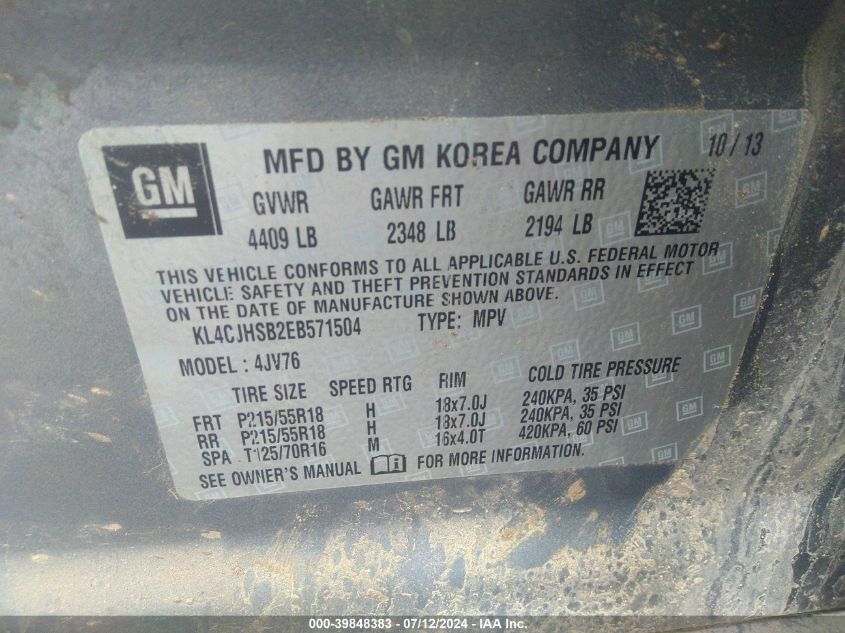 GM
MFD BY GM KOREA COMPANY 10/13
GVWR GAWR FRT GAWR RR
4409 LB 2348 LB 2194 LB
THIS VEHICLE CONFORMS TO ALL APPLICABLE U.S. FEDERAL MOTOR
VEHICLE SAFETY AND THEFT PREVENTION STANDARDS IN EFFECT
ON THE DATE OF MANUFACTURE SHOWN ABOVE.
KL4CJHSB2EB571504 TYPE: MPV
MODEL: 4JV76
TIRE SIZE SPEED RTG RIM COLD TIRE PRESSURE
FRT P215/55R18 H 18x7.0J 240KPA, 35 PSI
RR P215/55R18 H 18x7.0J 240KPA, 35 PSI
SPA T125/70R16 M 16x4.0T 420KPA, 60 PSI
SEE OWNER'S MANUAL FOR MORE INFORMATION.
000-39848383 - 07/12/2024 - IAA Inc.